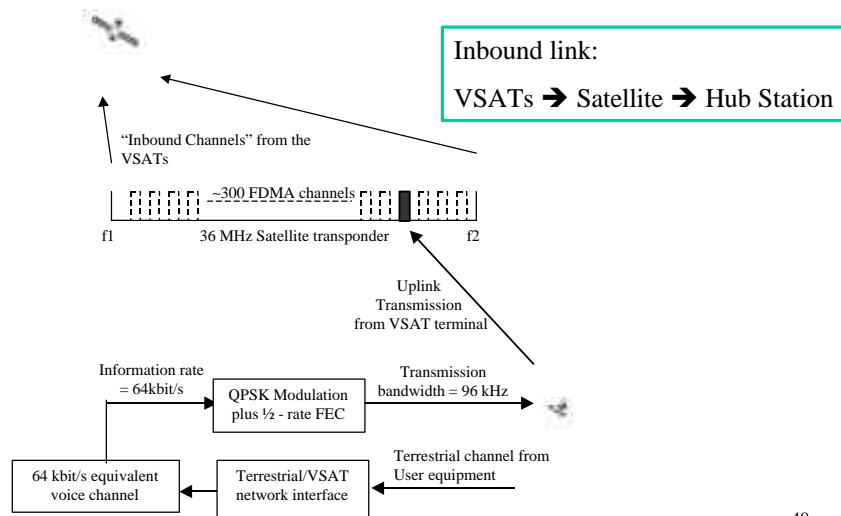 Inbound link:
VSATs ➔ Satellite ➔ Hub Station
“Inbound Channels” from the
VSATs
~300 FDMA channels
f1
36 MHz Satellite transponder
f2
Uplink
Transmission
from VSAT terminal
Information rate
= 64kbit/s
QPSK Modulation
plus ½ - rate FEC
Transmission
bandwidth = 96 kHz
64 kbit/s equivalent
voice channel
Terrestrial/VSAT
network interface
Terrestrial channel from
User equipment